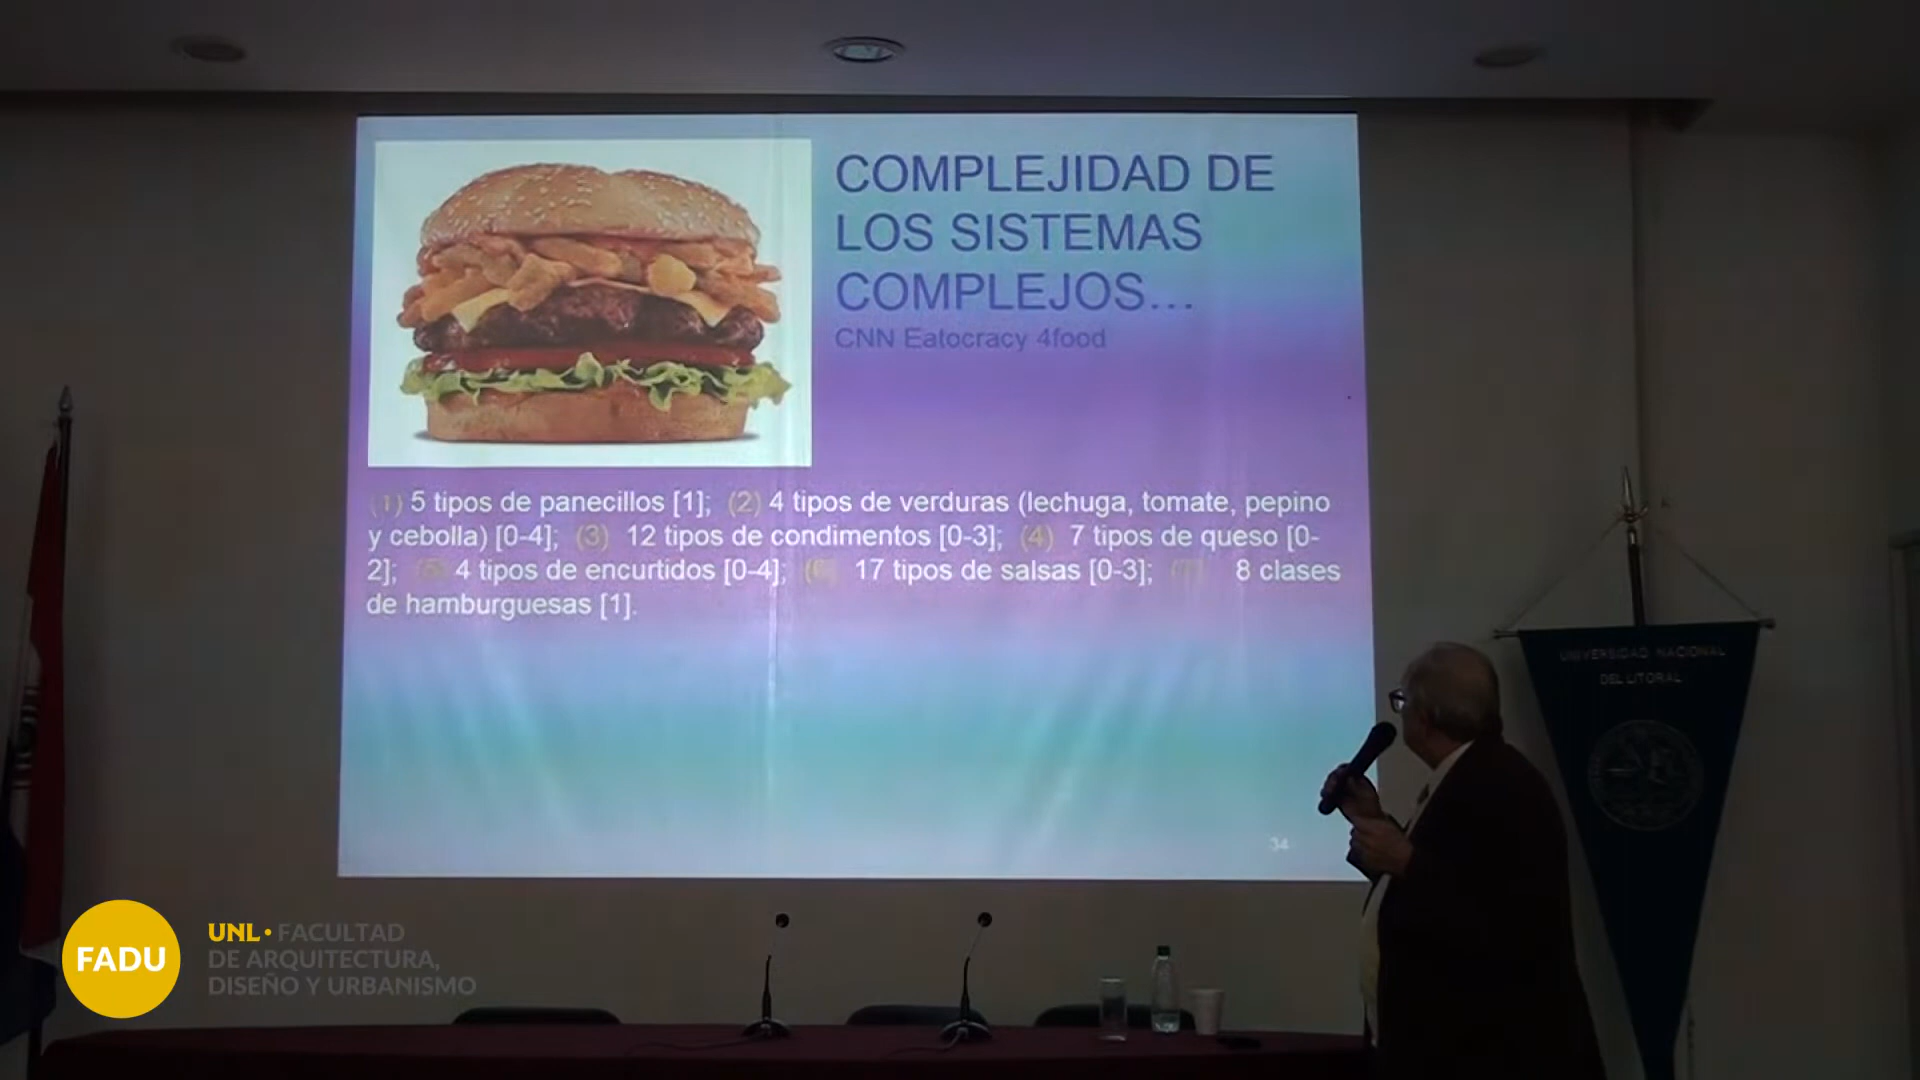 COMPLEJIDAD DE
LOS SISTEMAS
COMPLEJOS...
CNN Eatocracy 4food
(1) 5 tipos de panecillos [1]; (2) 4 tipos de verduras (lechuga, tomate, pepino
y cebolla) [0-4]; (3) 12 tipos de condimentos [0-3]; (4) 7 tipos de queso [0-
2]; (5) 4 tipos de encurtidos [0-4]; (6) 17 tipos de salsas [0-3]; (7) 8 clases
de hamburguesas [1].
34
UNIVERSIDAD NACIONAL
DEL LITORAL
FADU
UNL• FACULTAD
DE ARQUITECTURA,
DISEÑO Y URBANISMO